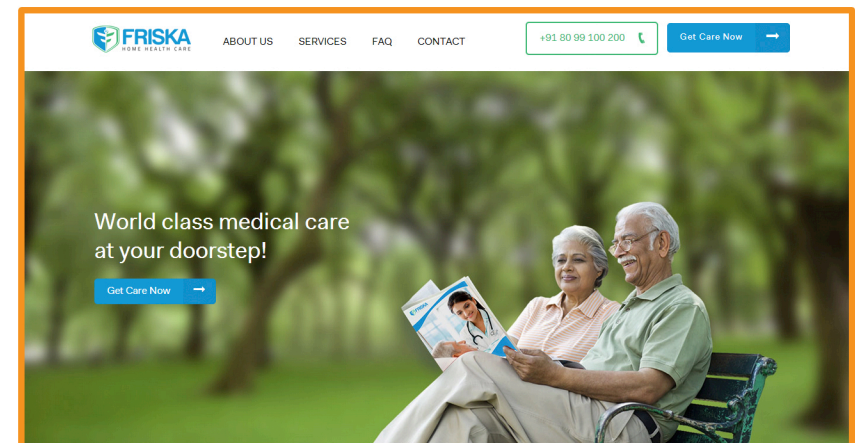 FRISKA
HOME HEALTH CARE
ABOUT US
SERVICES
FAQ
CONTACT
+91 80 99 100 200
Get Care Now
World class medical care
at your doorstep!
Get Care Now
FRISKA